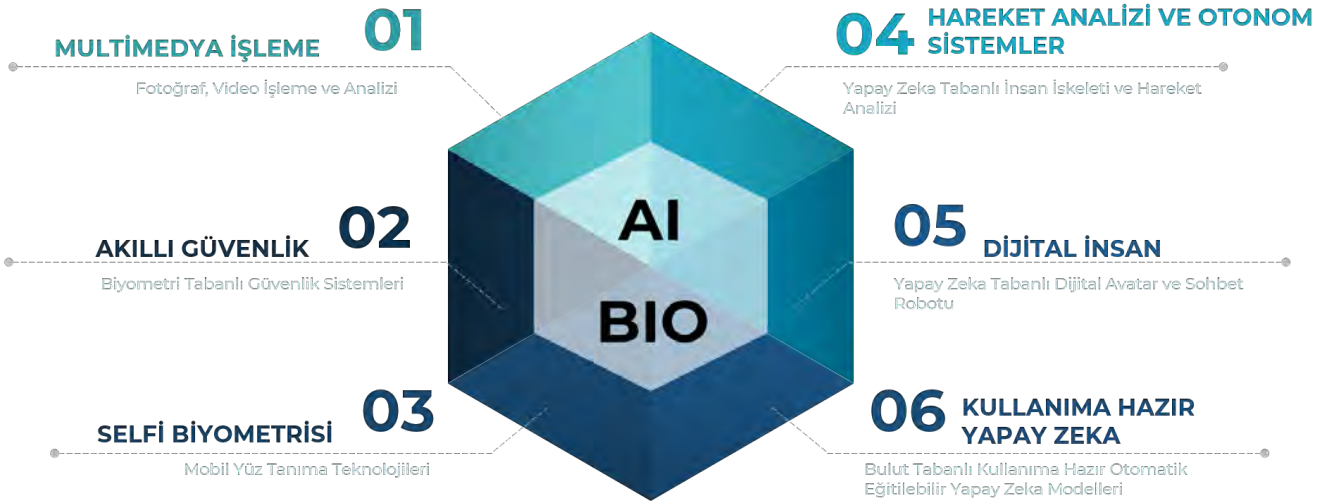 01
MULTİMEDYA İŞLEME
Fotoğraf, Video İşleme ve Analizi
02
AKILLI GÜVENLİK
Biyometri Tabanlı Güvenlik Sistemleri
03
SELFİ BİYOMETRİSİ
Mobil Yüz Tanıma Teknolojileri
AI
BIO
04
HAREKET ANALİZİ VE OTONOM
SİSTEMLER
Yapay Zeka Tabanlı İnsan İskeleti ve Hareket
Analizi
05
DİJİTAL İNSAN
Yapay Zeka Tabanlı Dijital Avatar ve Sohbet
Robotu
06
KULLANIMA HAZIR
YAPAY ZEKA
Bulut Tabanlı Kullanıma Hazır Otomatik
Eğitilebilir Yapay Zeka Modelleri